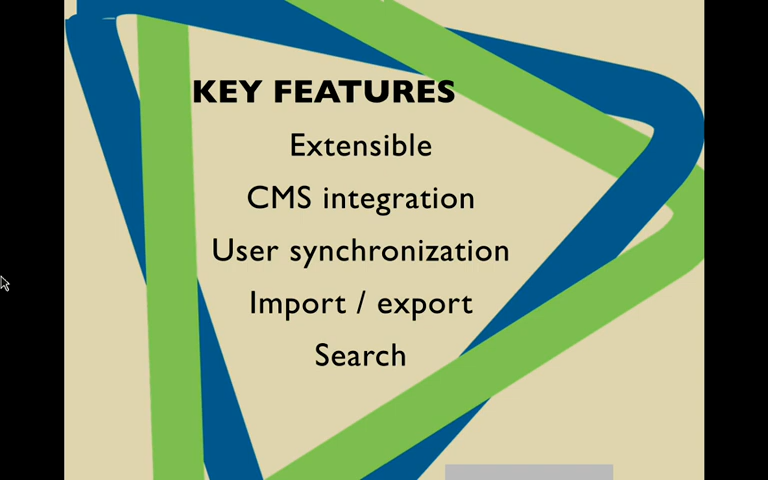 KEY FEATURES
Extensible
CMS integration
User synchronization
Import / export
Search